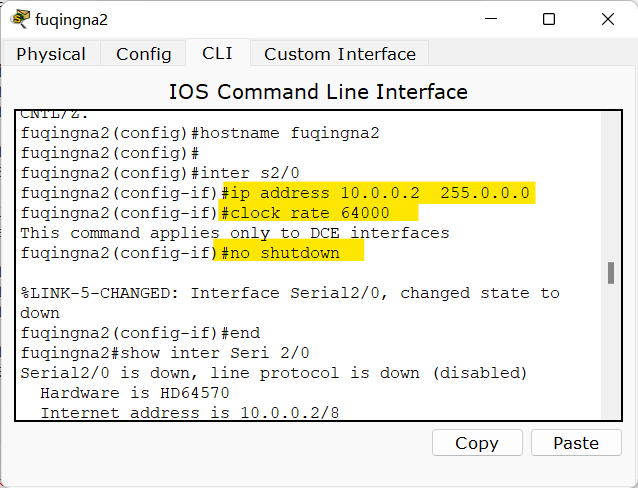 fuqingna2
Physical Config CLI Custom Interface
IOS Command Line Interface
CNTL/Z.
fuqingna2(config)#hostname fuqingna2
fuqingna2(config)#
fuqingna2(config)#inter s2/0
fuqingna2(config-if)#ip address 10.0.0.2  255.0.0.0
fuqingna2(config-if)#clock rate 64000
This command applies only to DCE interfaces
fuqingna2(config-if)#no shutdown
%LINK-5-CHANGED: Interface Serial2/0, changed state to
down
fuqingna2(config-if)#end
fuqingna2#show inter Seri 2/0
Serial2/0 is down, line protocol is down (disabled)
  Hardware is HD64570
  Internet address is 10.0.0.2/8
Copy Paste